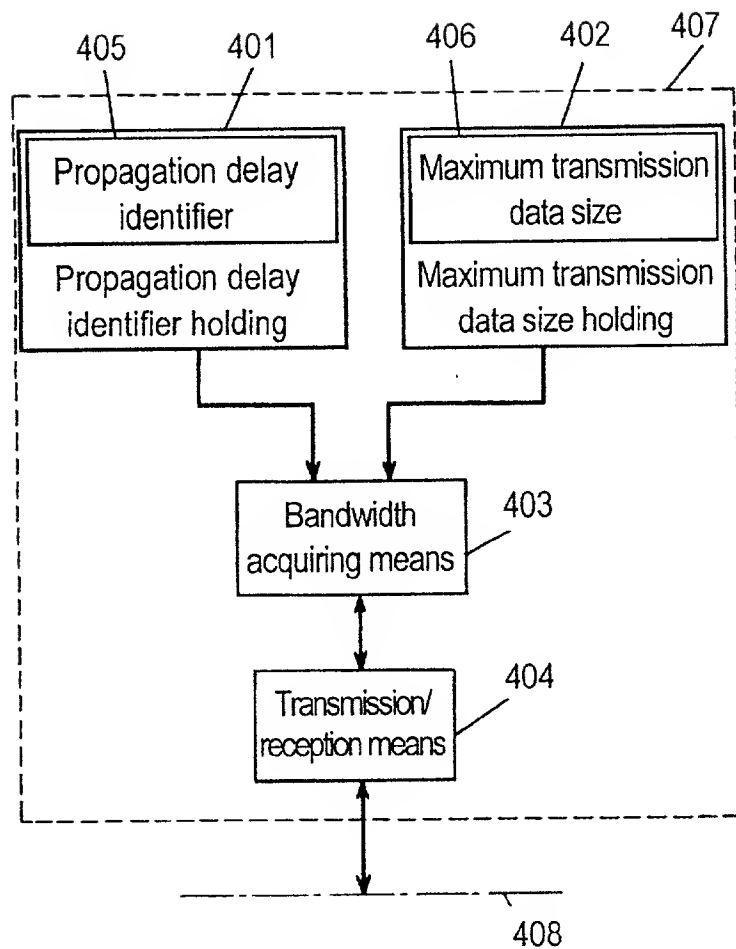 405
401
406
402
407
Propagation delay
identifier
Propagation delay
identifier holding
Maximum transmission
data size
Maximum transmission
data size holding
Bandwidth
acquiring means
403
Transmission/
reception means
404
408